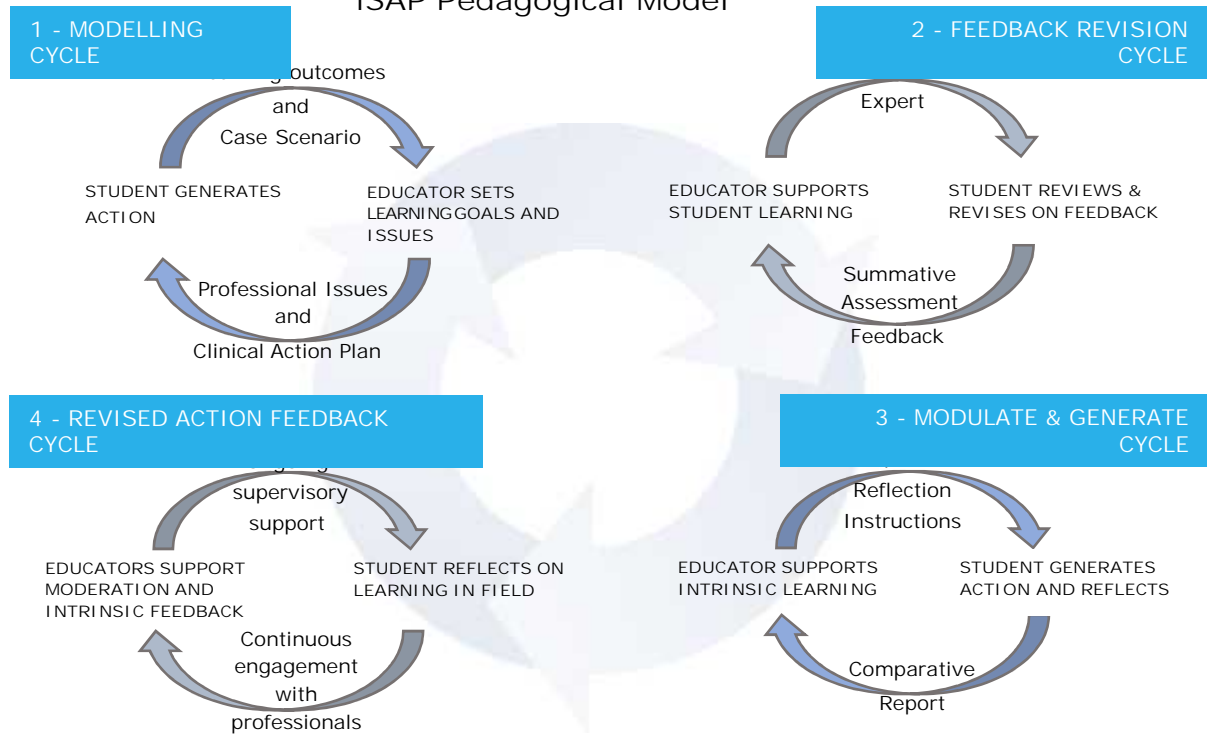 ISAP Pedagogical Model
1 - MODELLING
CYCLE
outcomes
and
Case Scenario
STUDENT GENERATES
ACTION
EDUCATOR SETS
LEARNINGGOALS AND
ISSUES
Professional Issues
and
Clinical Action Plan
2 - FEEDBACK REVISION
CYCLE
Expert
EDUCATOR SUPPORTS
STUDENT LEARNING
STUDENT REVIEWS &
REVISES ON FEEDBACK
Summative
Assessment
Feedback
4 - REVISED ACTION FEEDBACK
CYCLE
supervisory
support
EDUCATORS SUPPORT
MODERATION AND
INTRINSIC FEEDBACK
STUDENT REFLECTS ON
LEARNING IN FIELD
Continuous
engagement
with
professionals
3 - MODULATE & GENERATE
CYCLE
Reflection
Instructions
EDUCATOR SUPPORTS
INTRINSIC LEARNING
STUDENT GENERATES
ACTION AND REFLECTS
Comparative
Report